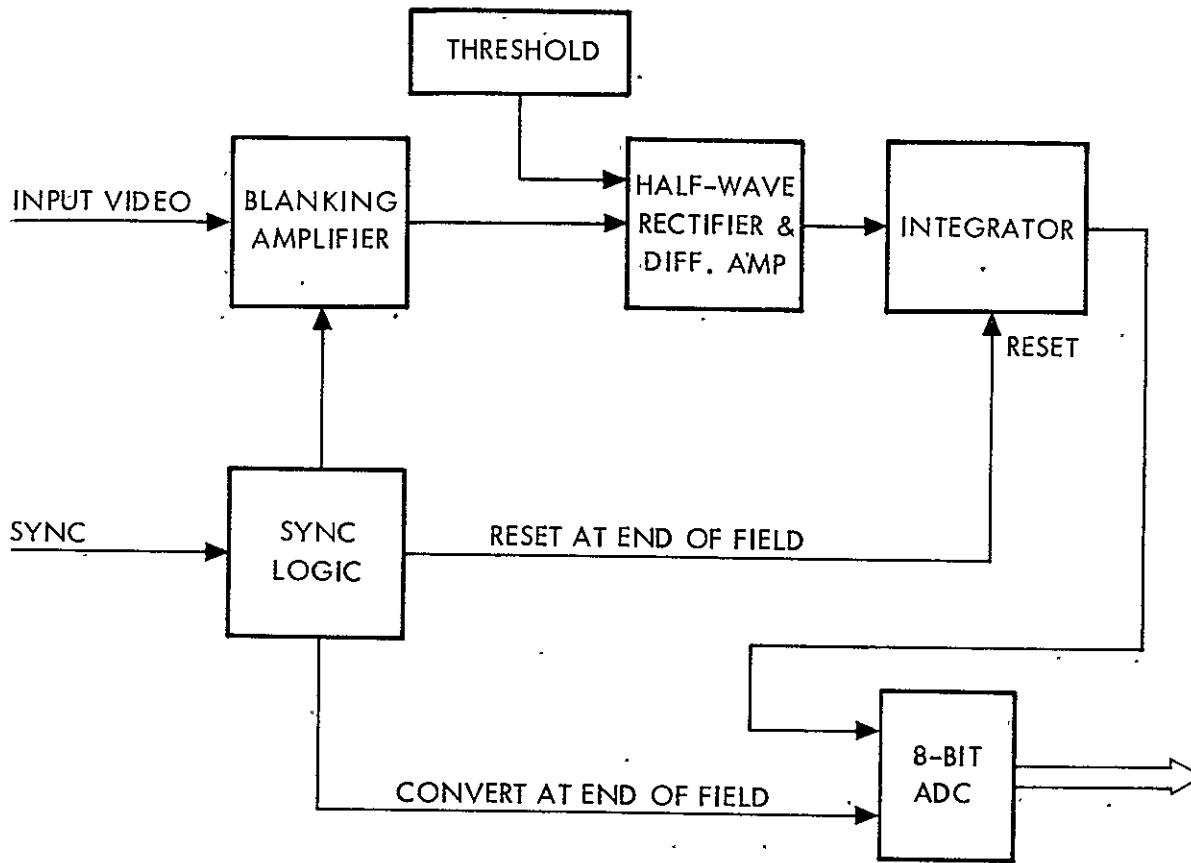 THRESHOLD
INPUT VIDEO
BLANKING
AMPLIFIER
HALF-WAVE
RECTIFIER &
DIFF. AMP
INTEGRATOR
RESET
SYNC
SYNC
LOGIC
RESET AT END OF FIELD
8-BIT
ADC
CONVERT AT END OF FIELD